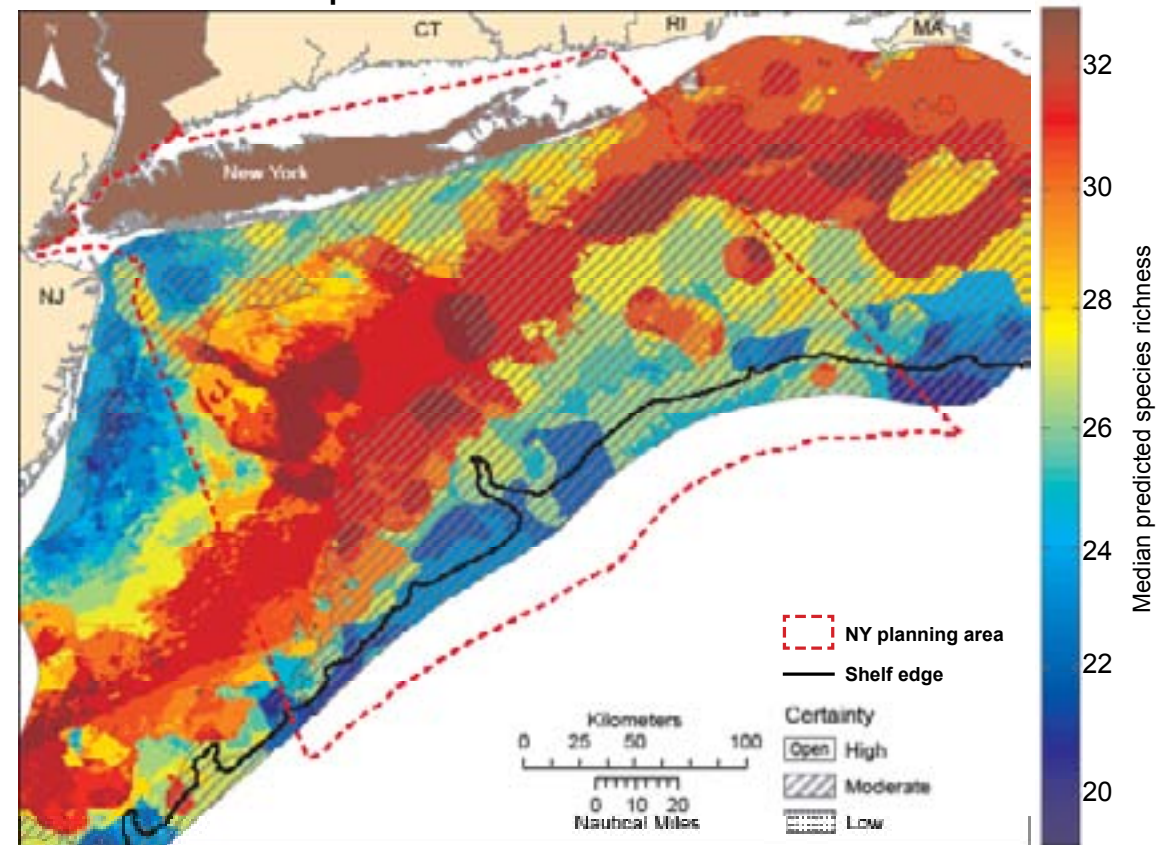 N
CT
RI
MA
New York
NJ
32
30
28
26
24
22
20
Median predicted species richness
NY planning area
Shelf edge
Kilometers
0 25 50 100
0 10 20
Nautical Miles
Certainty
Open High
Moderate
Low